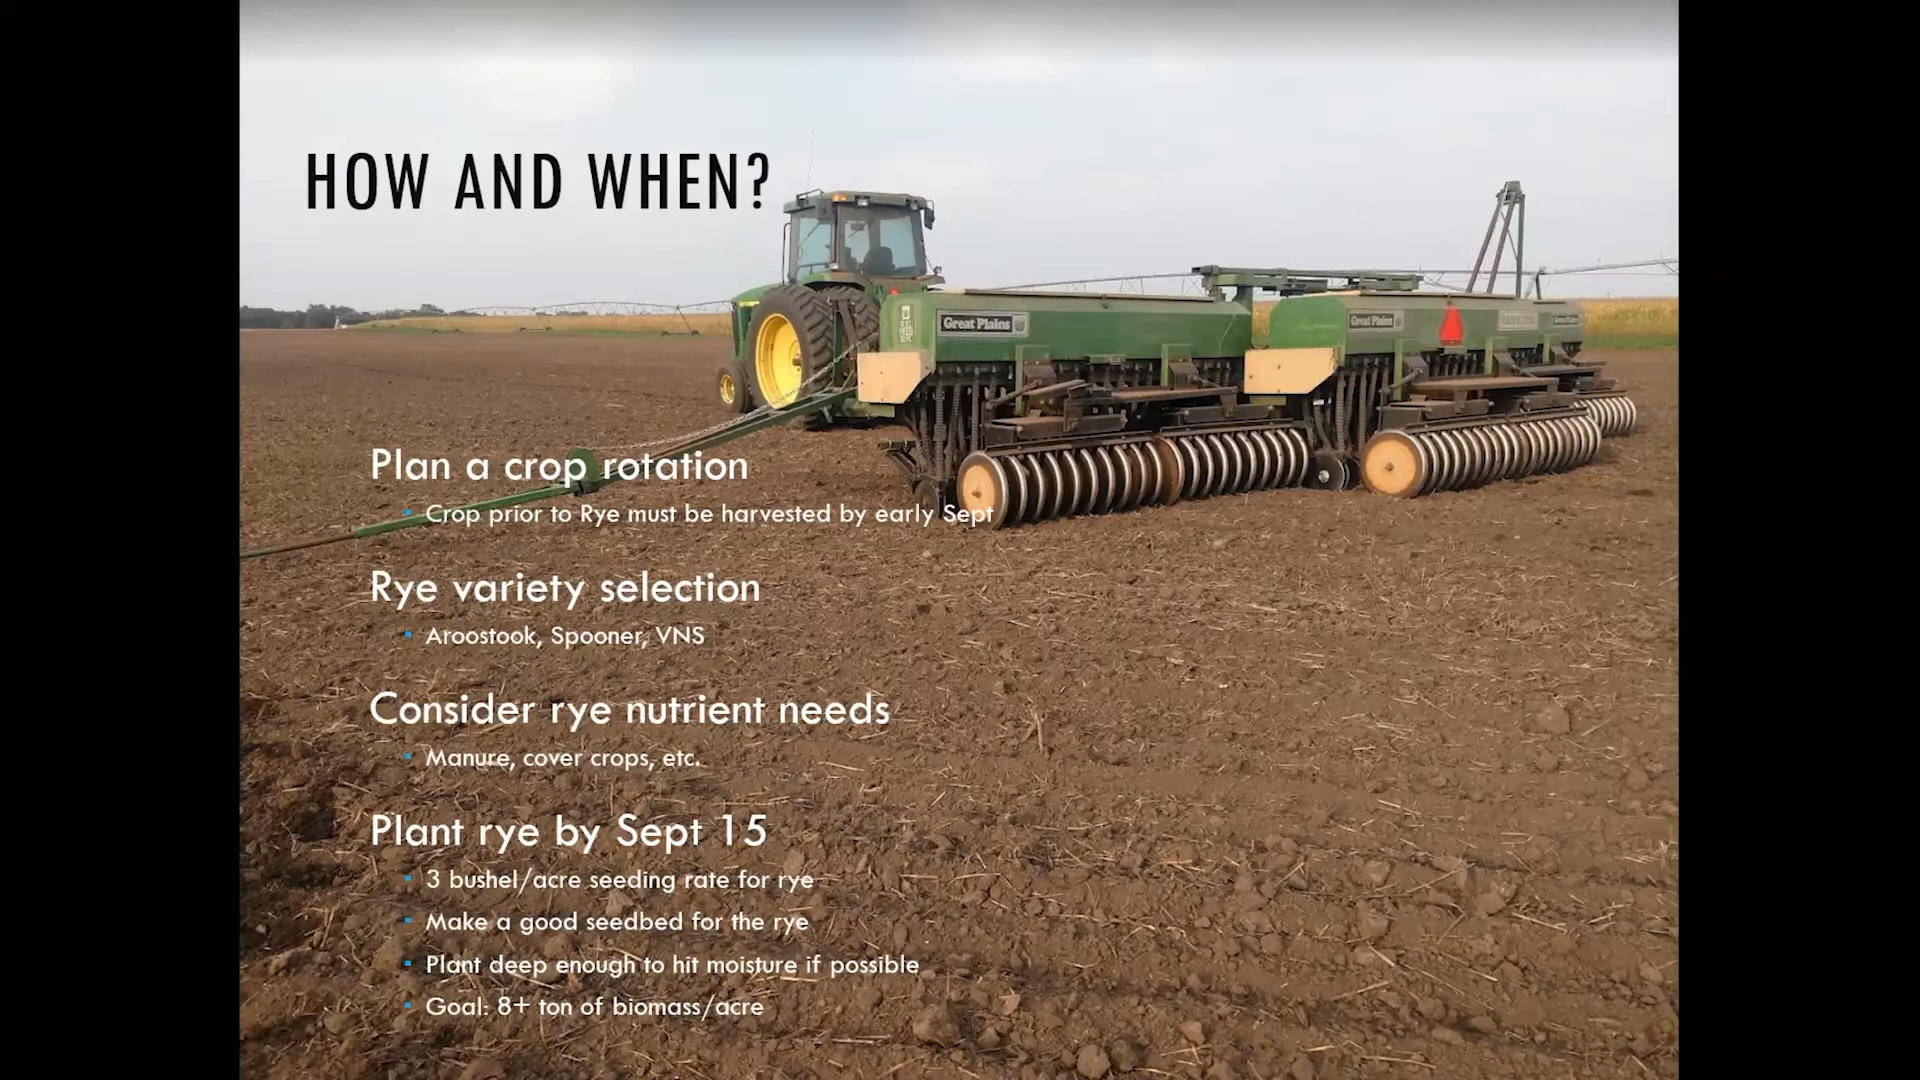 HOW AND WHEN?
Great Plains
Great Plains
Plan a crop rotation
Crop prior to Rye must be harvested by early Sept
Rye variety selection
Aroostook, Spooner, VNS
Consider rye nutrient needs
Manure, cover crops, etc.
Plant rye by Sept 15
3 bushel/acre seeding rate for rye
Make a good seedbed for the rye
Plant deep enough to hit moisture if possible
Goal: 8+ ton of biomass/acre